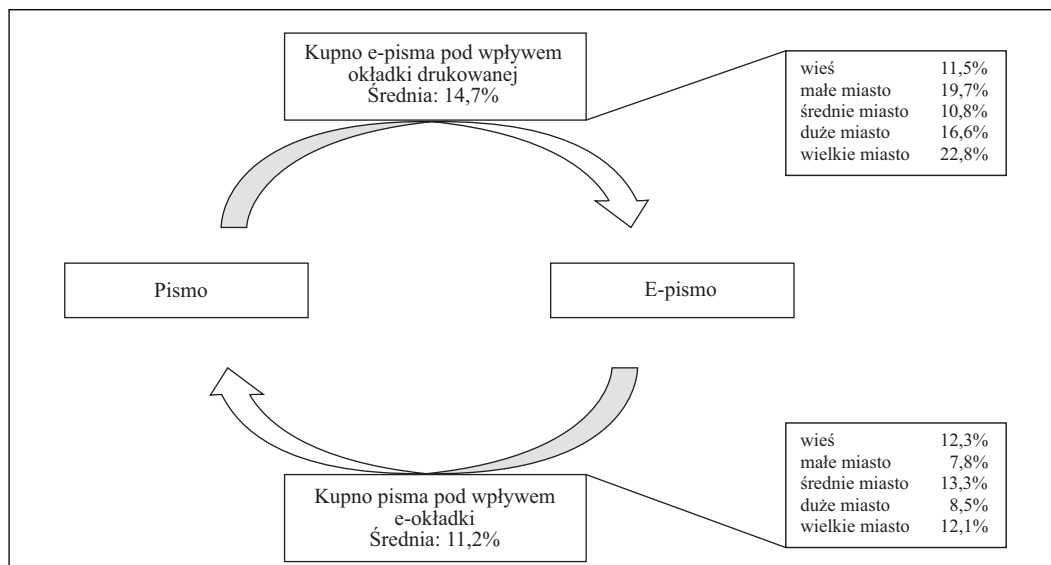 Kupno e-pisma pod wpływem
okładki drukowanej
Średnia: 14,7%
wieś 11,5%
małe miasto 19,7%
średnie miasto 10,8%
duże miasto 16,6%
wielkie miasto 22,8%
Pismo
E-pismo
Kupno pisma pod wpływem
e-okładki
Średnia: 11,2%
wieś 12,3%
małe miasto 7,8%
średnie miasto 13,3%
duże miasto 8,5%
wielkie miasto 12,1%